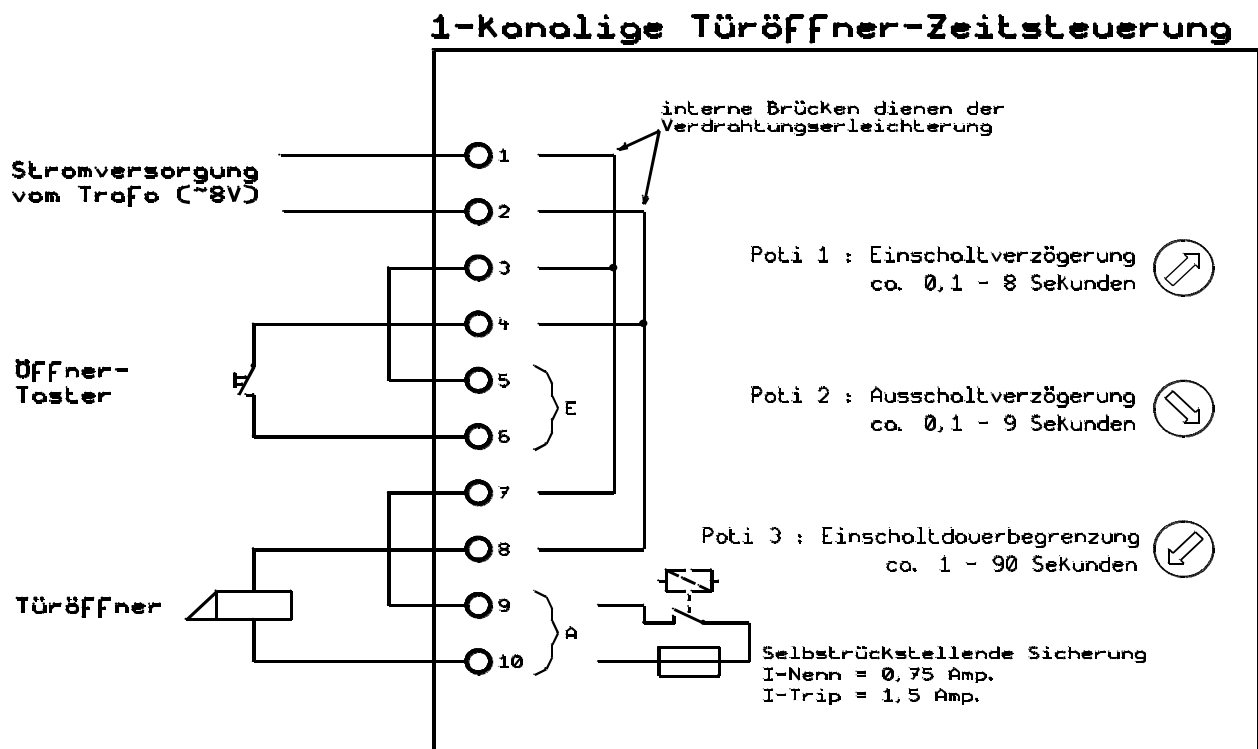 1-Kanalige Türöffner-Zeitsteuerung
interne Brücken dienen der
Verdrahtungserleichterung
Stromversorgung
vom Trafo (~8V)
1
2
3
4
5
6
7
8
9
10
E
A
Öffner-
Taster
Türöffner
Poti 1 : Einschaltverzögerung
ca. 0,1 - 8 Sekunden
Poti 2 : Ausschaltverzögerung
ca. 0,1 - 9 Sekunden
Poti 3 : Einschaltdauerbegrenzung
ca. 1 - 90 Sekunden
Selbstrückstellende Sicherung
I-Nenn = 0,75 Amp.
I-Trip = 1,5 Amp.